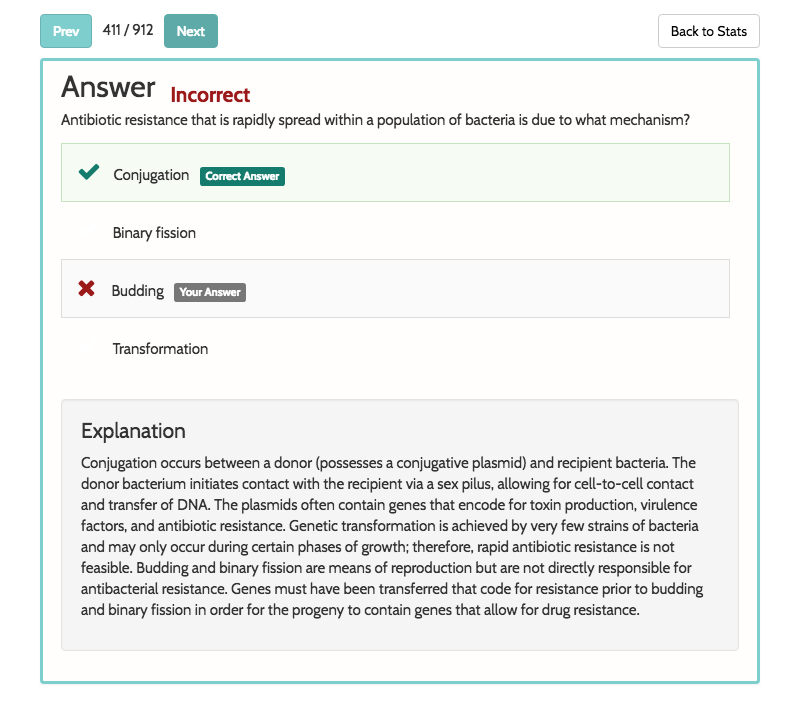 Prev 411 / 912 Next Back to Stats
Answer Incorrect
Antibiotic resistance that is rapidly spread within a population of bacteria is due to what mechanism?
Conjugation Correct Answer
Binary fission
Budding Your Answer
Transformation
Explanation
Conjugation occurs between a donor (possesses a conjugative plasmid) and recipient bacteria. The
donor bacterium initiates contact with the recipient via a sex pilus, allowing for cell-to-cell contact
and transfer of DNA. The plasmids often contain genes that encode for toxin production, virulence
factors, and antibiotic resistance. Genetic transformation is achieved by very few strains of bacteria
and may only occur during certain phases of growth; therefore, rapid antibiotic resistance is not
feasible. Budding and binary fission are means of reproduction but are not directly responsible for
antibacterial resistance. Genes must have been transferred that code for resistance prior to budding
and binary fission in order for the progeny to contain genes that allow for drug resistance.